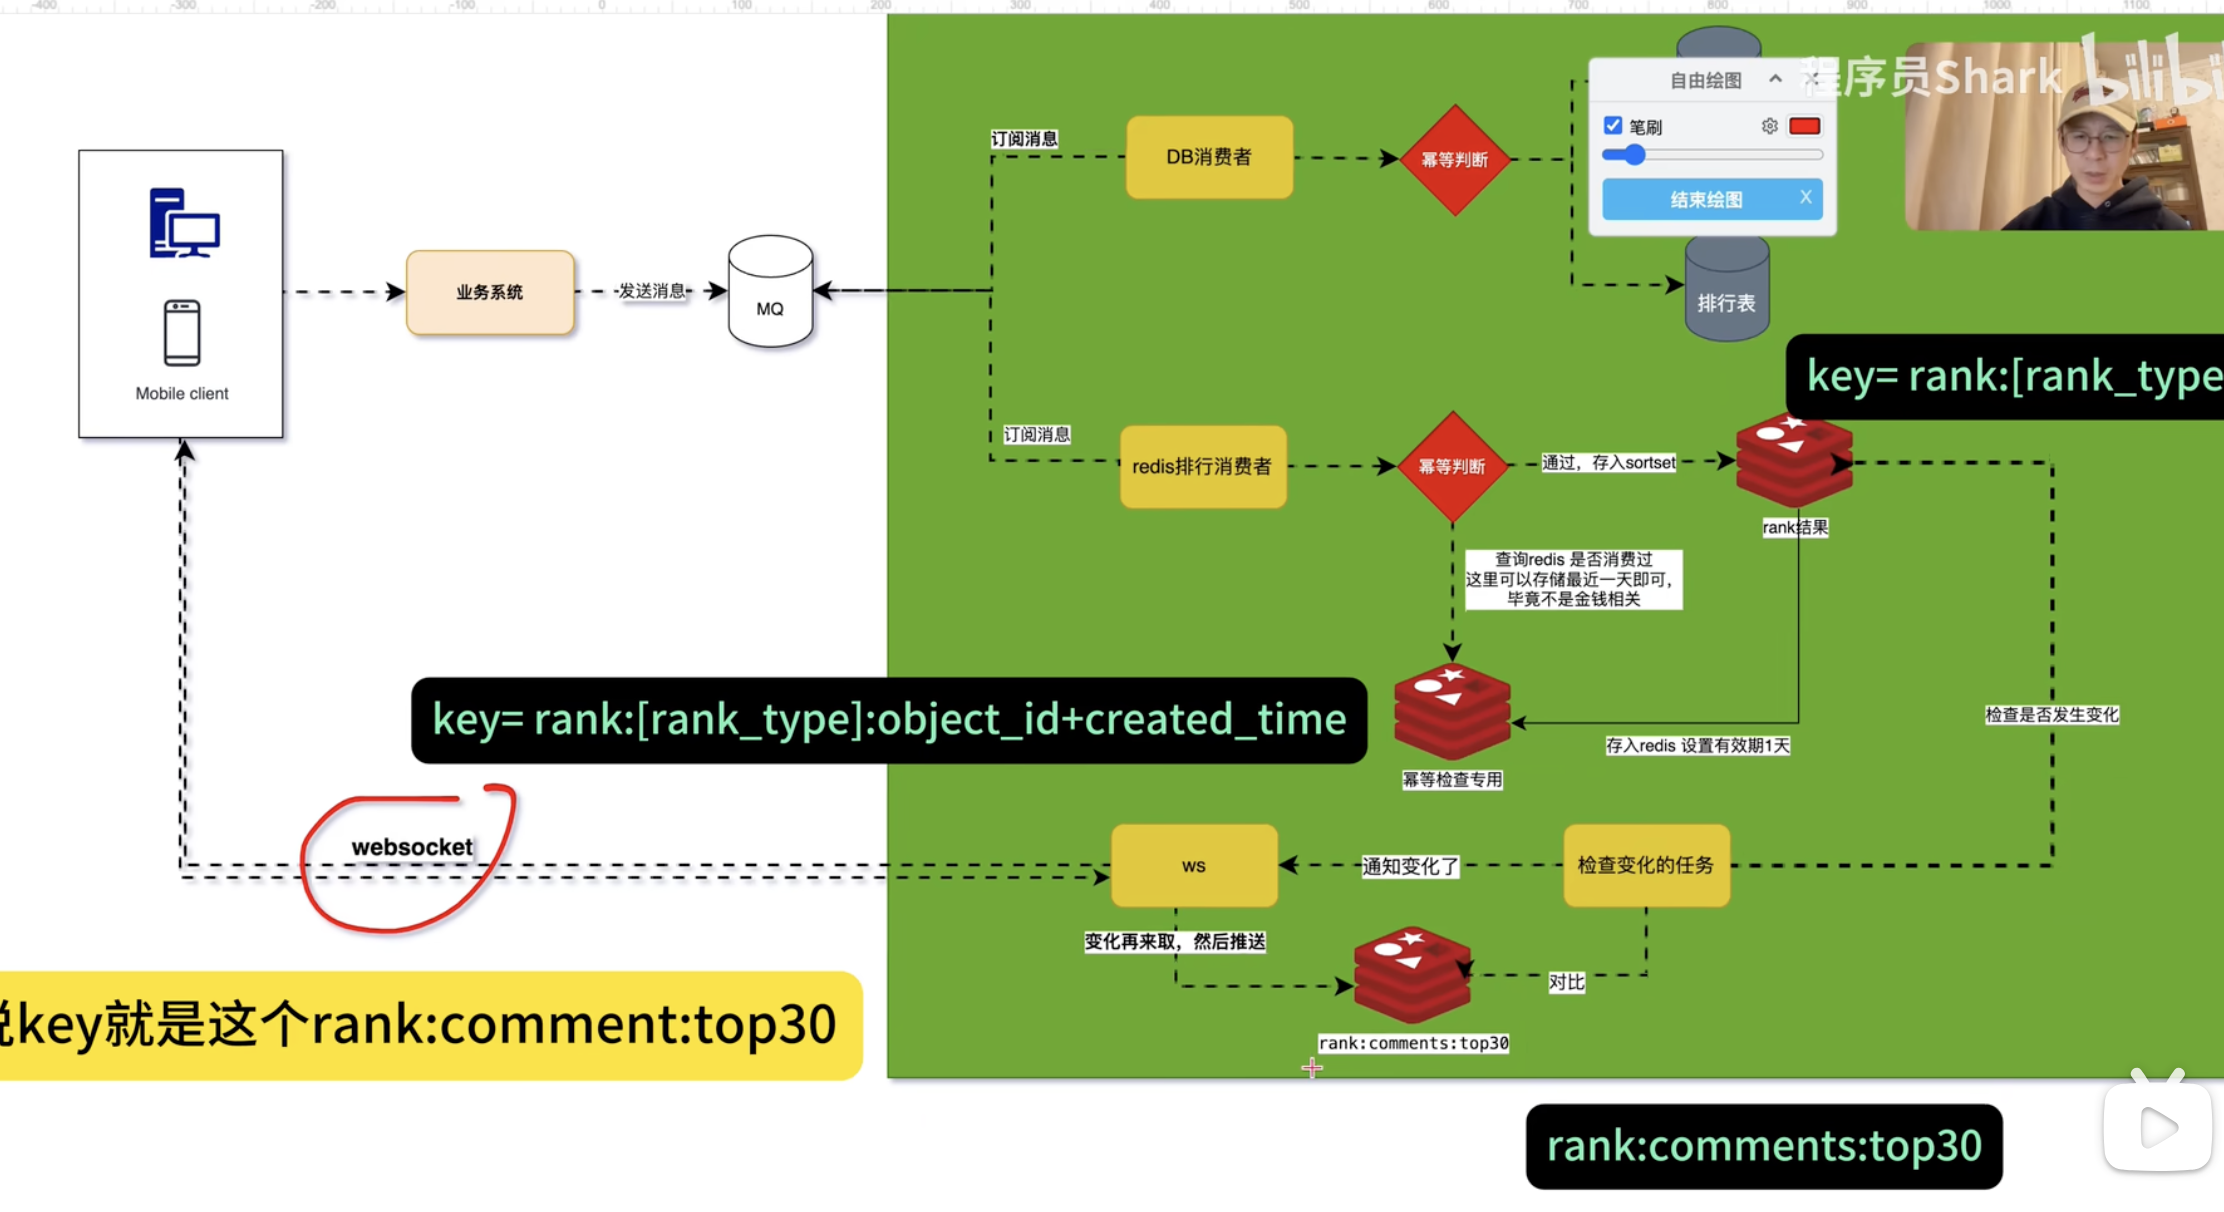 -400 -300 -200 -100 0 100 200 300 400 500 600 700 800 900 1000 1100
自由绘图
程序员Shark
bilibi
笔刷
结束绘图 X
订阅消息
DB消费者
幂等判断
排行表
业务系统
发送消息
MQ
Mobile client
key= rank:[rank_type
订阅消息
redis排行消费者
幂等判断
通过，存入sortset
rank结果
查询redis 是否消费过
这里可以存储最近一天即可，
毕竟不是金钱相关
key= rank:[rank_type]:object_id+created_time
检查是否发生变化
存入redis 设置有效期1天
幂等检查专用
websocket
ws
通知变化了
检查变化的任务
变化再来取，然后推送
对比
key就是这个rank:comment:top30
rank:comments:top30
rank:comments:top30